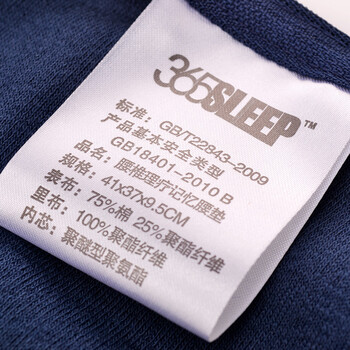 365SLEEP™
标准：GB/T22843-2009
产品基本安全类型
GB18401-2010 B
品名：腰椎理疗记忆腰垫
规格：41x37x9.5CM
表布：75%棉 25%聚酯纤维
里布：100%聚酯纤维
内芯：聚醚型聚氨酯